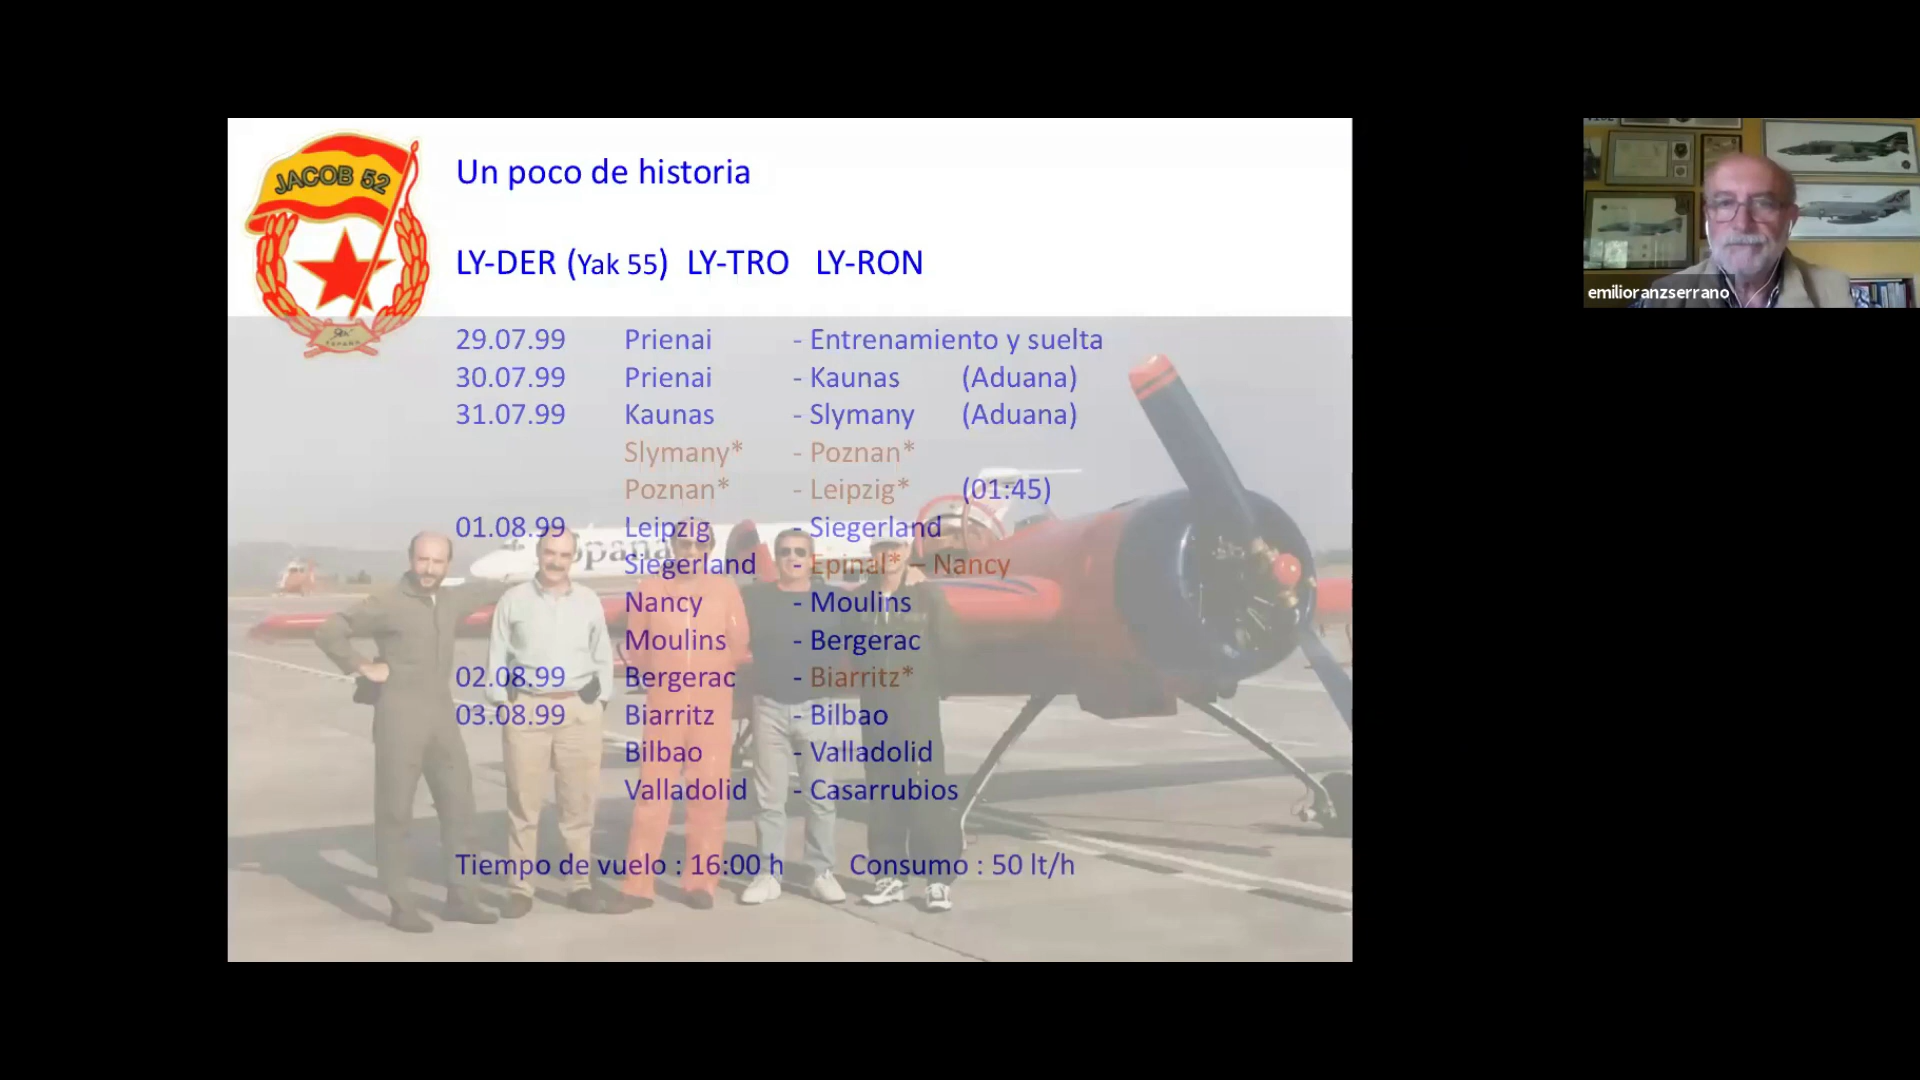 JACOB 52
ESPAÑA
Un poco de historia
LY-DER (Yak 55) LY-TRO LY-RON
29.07.99 Prienai - Entrenamiento y suelta
30.07.99 Prienai - Kaunas (Aduana)
31.07.99 Kaunas - Slymany (Aduana)
Slymany* - Poznan*
Poznan* - Leipzig* (01:45)
01.08.99 Leipzig - Siegerland
Siegerland - Epinal* – Nancy
Nancy - Moulins
Moulins - Bergerac
02.08.99 Bergerac - Biarritz*
03.08.99 Biarritz - Bilbao
Bilbao - Valladolid
Valladolid - Casarrubios
Tiempo de vuelo : 16:00 h Consumo : 50 lt/h
emilioranzserrano